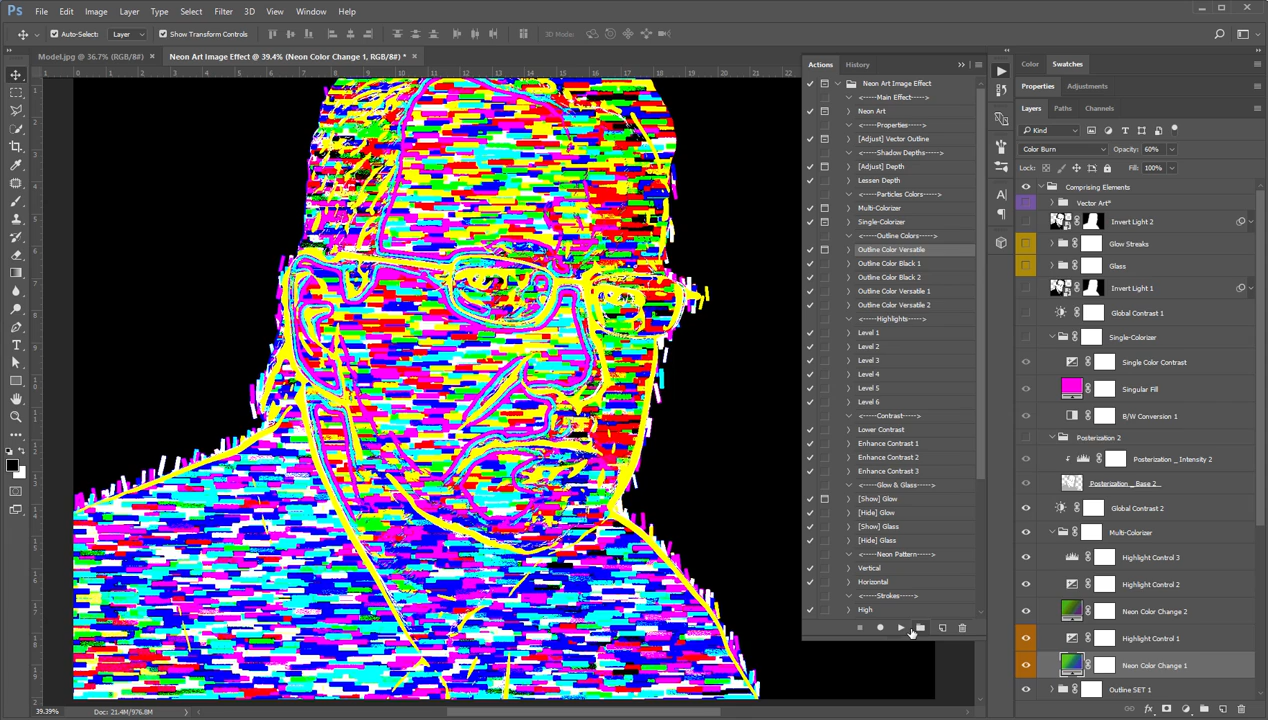 Ps File Edit Image Layer Type Select Filter 3D View Window Help
Auto-Select: Layer Show Transform Controls 3D Mode:
Model.jpg @ 36.7% (RGB/8) Neon Art Image Effect @ 39.4% (Neon Color Change 1, RGB/8#) *
Actions History
Neon Art Image Effect
<-----Main Effect---->
Neon Art
<-----Properties---->
[Adjust] Vector Outline
<-----Shadow Depths---->
[Adjust] Depth
Lessen Depth
<-----Particles Colors---->
Multi-Colorizer
Single-Colorizer
<-----Outline Colors---->
Outline Color Versatile
Outline Color Black 1
Outline Color Black 2
Outline Color Versatile 1
Outline Color Versatile 2
<-----Highlights---->
Level 1
Level 2
Level 3
Level 4
Level 5
Level 6
<-----Contrast---->
Lower Contrast
Enhance Contrast 1
Enhance Contrast 2
Enhance Contrast 3
<-----Glow & Glass---->
[Show] Glow
[Hide] Glow
[Show] Glass
[Hide] Glass
<-----Neon Pattern---->
Vertical
Horizontal
<-----Strokes---->
High
Color Swatches
Properties Adjustments
Layers Paths Channels
Kind
Color Burn Opacity: 60%
Lock: Fill: 100%
Comprising Elements
Vector Art*
Invert Light 2
Glow Streaks
Glass
Invert Light 1
Global Contrast 1
Single-Colorizer
Single Color Contrast
Singular Fill
B/W Conversion 1
Posterization 2
Posterization _ Intensity 2
Posterization _ Base 2
Global Contrast 2
Multi-Colorizer
Highlight Control 3
Highlight Control 2
Neon Color Change 2
Highlight Control 1
Neon Color Change 1
Outline SET 1
39.39% Doc: 21.4M/976.8M